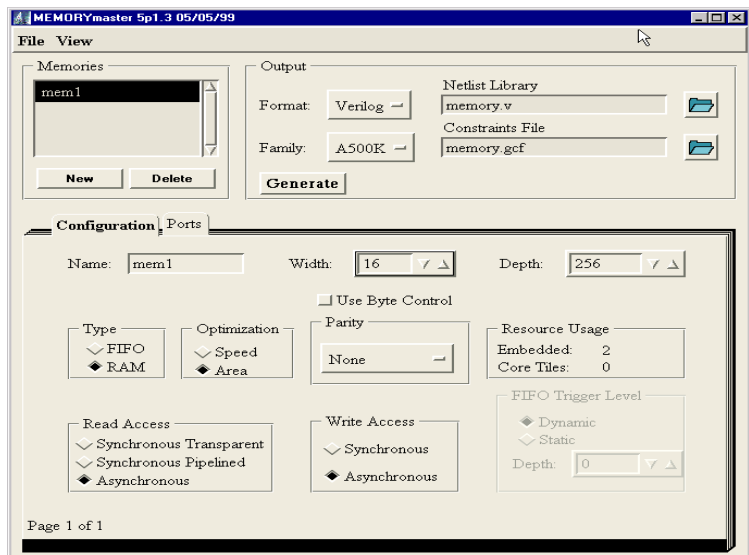 MEMORYmaster 5p1.3 05/05/99
File View
Memories
mem1
New Delete
Output
Format: Verilog
Family: A500K
Generate
Netlist Library
memory.v
Constraints File
memory.gcf
Configuration Ports
Name: mem1 Width: 16 Depth: 256
Use Byte Control
Type
FIFO
RAM
Optimization
Speed
Area
Parity
None
Resource Usage
Embedded: 2
Core Tiles: 0
Read Access
Synchronous Transparent
Synchronous Pipelined
Asynchronous
Write Access
Synchronous
Asynchronous
FIFO Trigger Level
Dynamic
Static
Depth: 0
Page 1 of 1